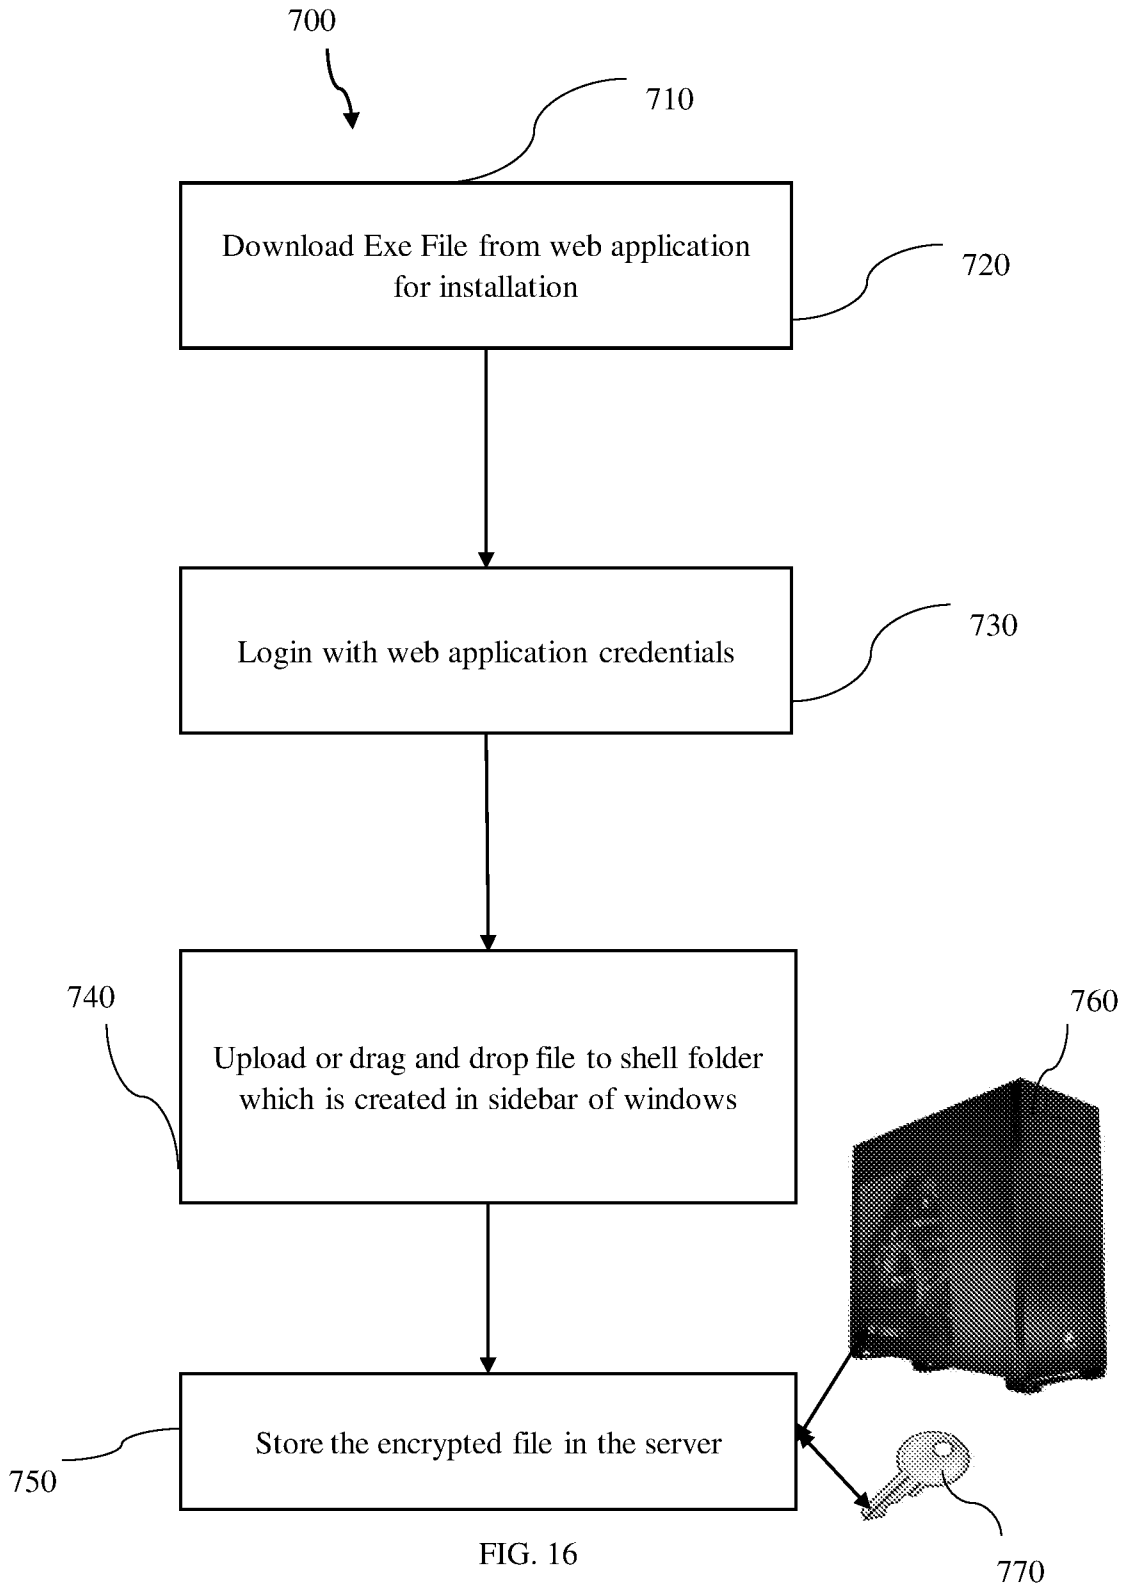 700
710
Download Exe File from web application
for installation
720
Login with web application credentials
730
740
Upload or drag and drop file to shell folder
which is created in sidebar of windows
760
Store the encrypted file in the server
750
FIG. 16
770